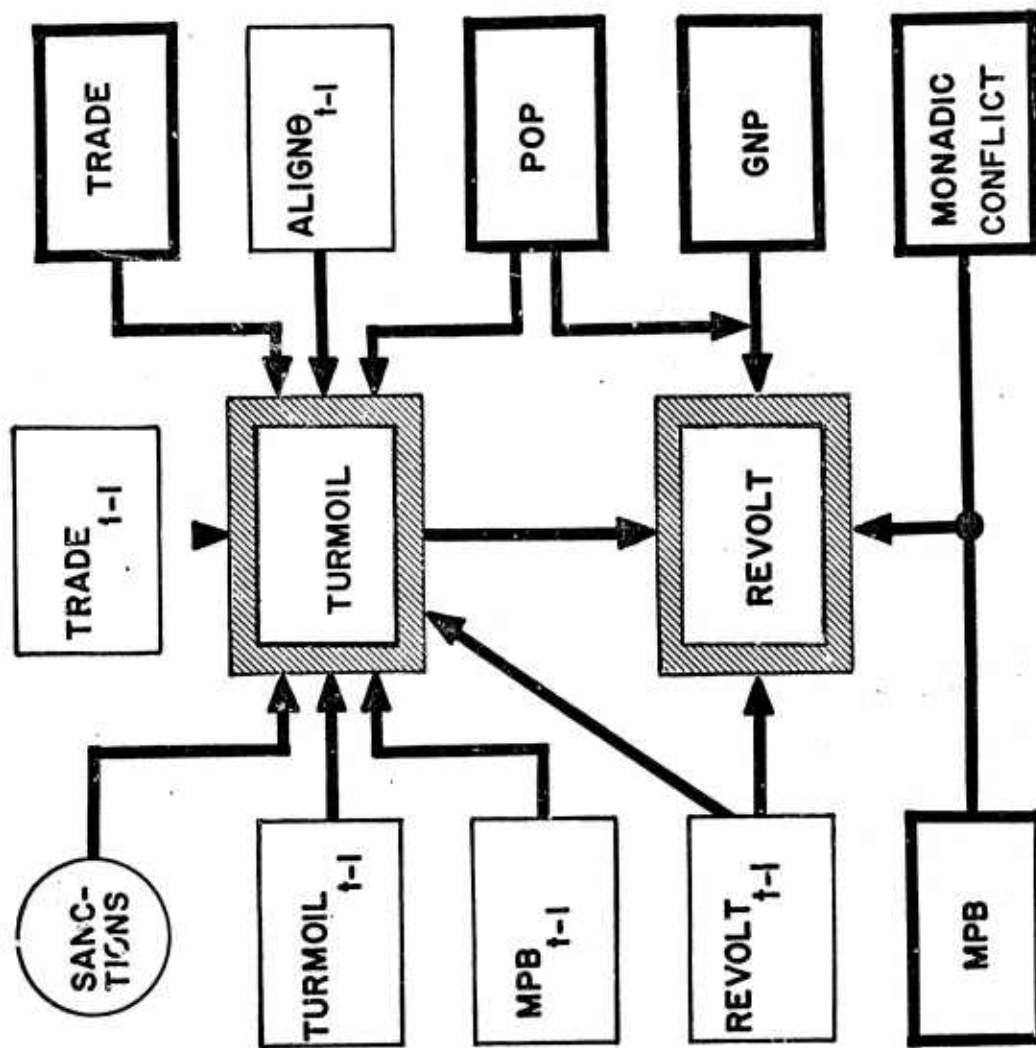 SANC-
TIONS
TRADE t-1
TRADE
TURMOIL t-1
TURMOIL
ALIGNΘ t-1
MPB t-1
POP
REVOLT t-1
REVOLT
GNP
MPB
MONADIC
CONFLICT